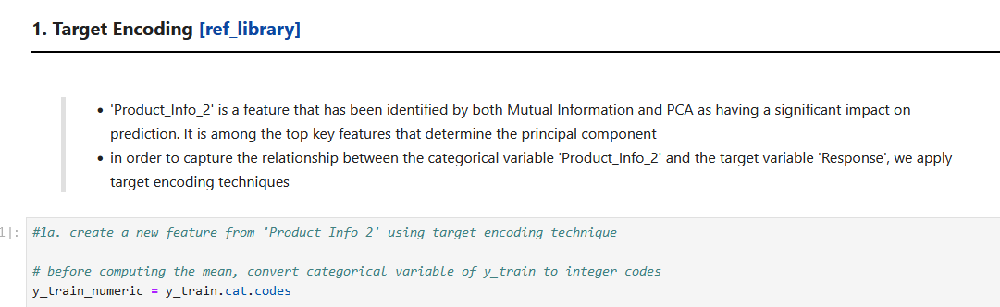 1. Target Encoding [ref_library]
• 'Product_Info_2' is a feature that has been identified by both Mutual Information and PCA as having a significant impact on
prediction. It is among the top key features that determine the principal component
• in order to capture the relationship between the categorical variable 'Product_Info_2' and the target variable 'Response', we apply
target encoding techniques
1]: #1a. create a new feature from 'Product_Info_2' using target encoding technique
# before computing the mean, convert categorical variable of y_train to integer codes
y_train_numeric = y_train.cat.codes